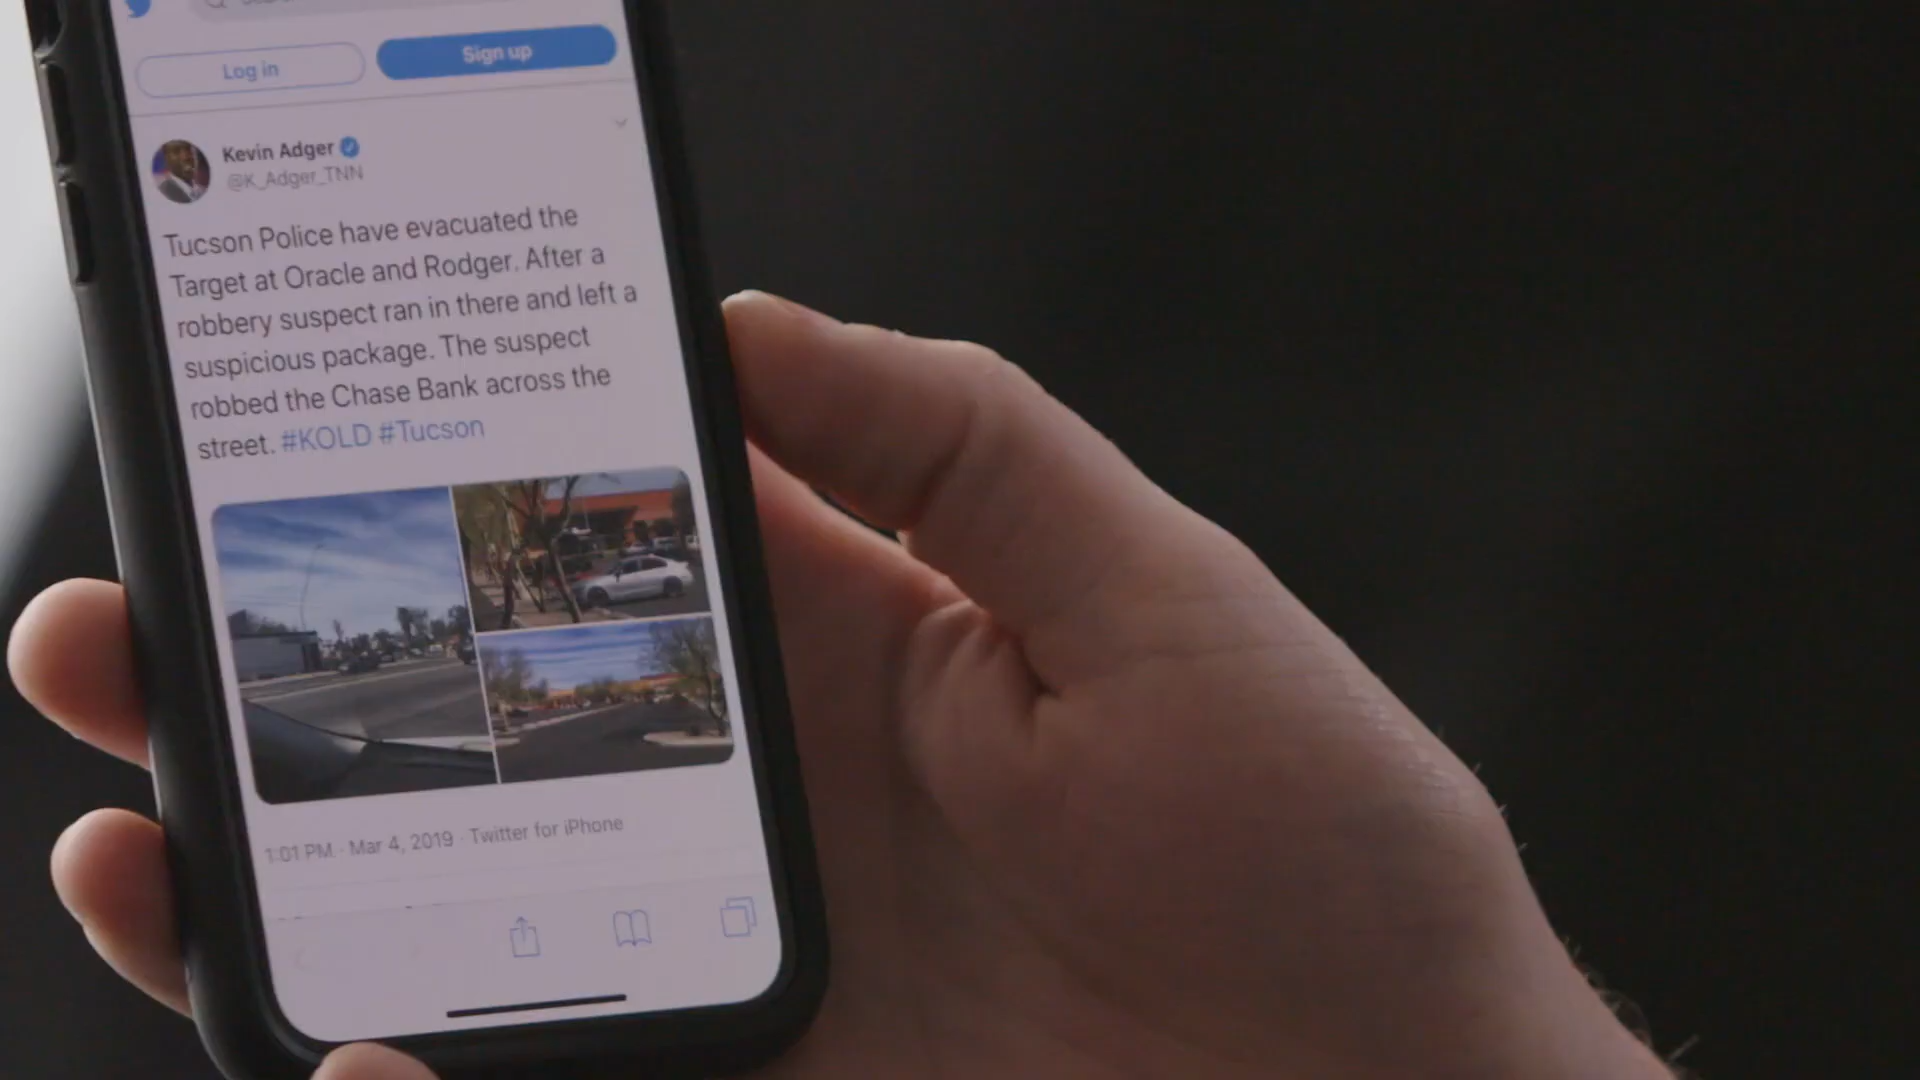 Log in
Sign up
Kevin Adger
@K_Adger_TNN
Tucson Police have evacuated the
Target at Oracle and Rodger. After a
robbery suspect ran in there and left a
suspicious package. The suspect
robbed the Chase Bank across the
street. #KOLD #Tucson
1:01 PM · Mar 4, 2019 · Twitter for iPhone